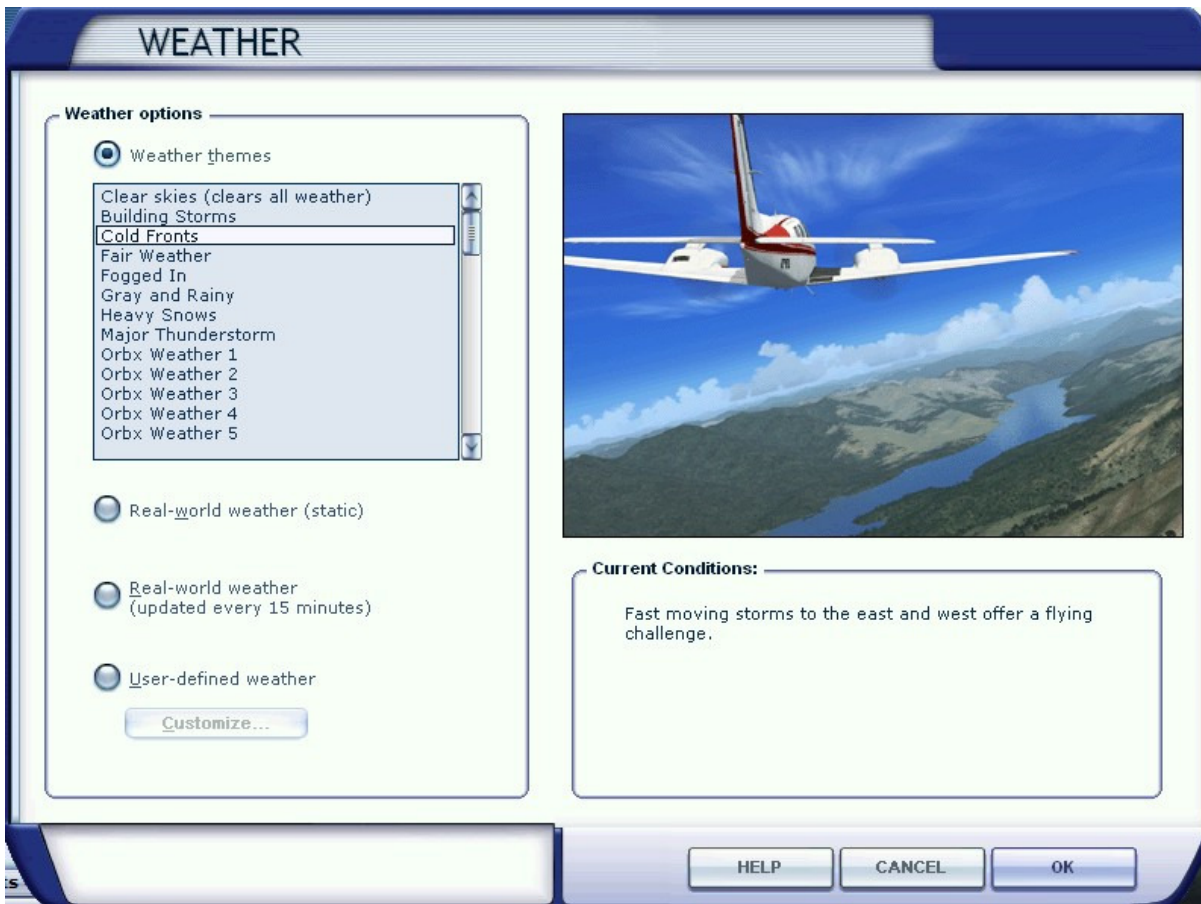 WEATHER
Weather options
Weather themes
Clear skies (clears all weather)
Building Storms
Cold Fronts
Fair Weather
Fogged In
Gray and Rainy
Heavy Snows
Major Thunderstorm
Orbx Weather 1
Orbx Weather 2
Orbx Weather 3
Orbx Weather 4
Orbx Weather 5
Real-world weather (static)
Real-world weather
(updated every 15 minutes)
User-defined weather
Customize...
Current Conditions:
Fast moving storms to the east and west offer a flying
challenge.
HELP
CANCEL
OK